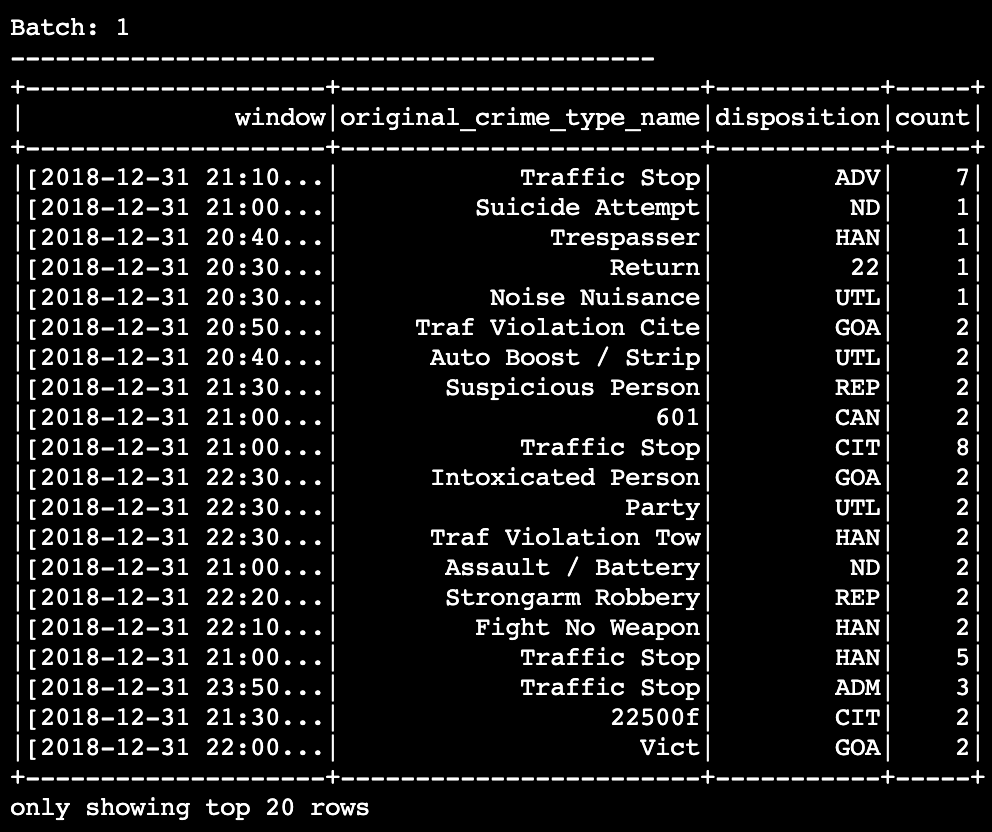 Batch: 1
-------------------------------------------
+--------------------+------------------------+-----------+-----+
|              window|original_crime_type_name|disposition|count|
+--------------------+------------------------+-----------+-----+
|[2018-12-31 21:10...|            Traffic Stop|        ADV|    7|
|[2018-12-31 21:00...|         Suicide Attempt|         ND|    1|
|[2018-12-31 20:40...|              Trespasser|        HAN|    1|
|[2018-12-31 20:30...|                  Return|         22|    1|
|[2018-12-31 20:30...|          Noise Nuisance|        UTL|    1|
|[2018-12-31 20:50...|     Traf Violation Cite|        GOA|    2|
|[2018-12-31 20:40...|      Auto Boost / Strip|        UTL|    2|
|[2018-12-31 21:30...|       Suspicious Person|        REP|    2|
|[2018-12-31 21:00...|                     601|        CAN|    2|
|[2018-12-31 21:00...|            Traffic Stop|        CIT|    8|
|[2018-12-31 22:30...|      Intoxicated Person|        GOA|    2|
|[2018-12-31 22:30...|                   Party|        UTL|    2|
|[2018-12-31 22:30...|      Traf Violation Tow|        HAN|    2|
|[2018-12-31 21:00...|       Assault / Battery|         ND|    2|
|[2018-12-31 22:20...|       Strongarm Robbery|        REP|    2|
|[2018-12-31 22:10...|         Fight No Weapon|        HAN|    2|
|[2018-12-31 21:00...|            Traffic Stop|        HAN|    5|
|[2018-12-31 23:50...|            Traffic Stop|        ADM|    3|
|[2018-12-31 21:30...|                  22500f|        CIT|    2|
|[2018-12-31 22:00...|                    Vict|        GOA|    2|
+--------------------+------------------------+-----------+-----+
only showing top 20 rows